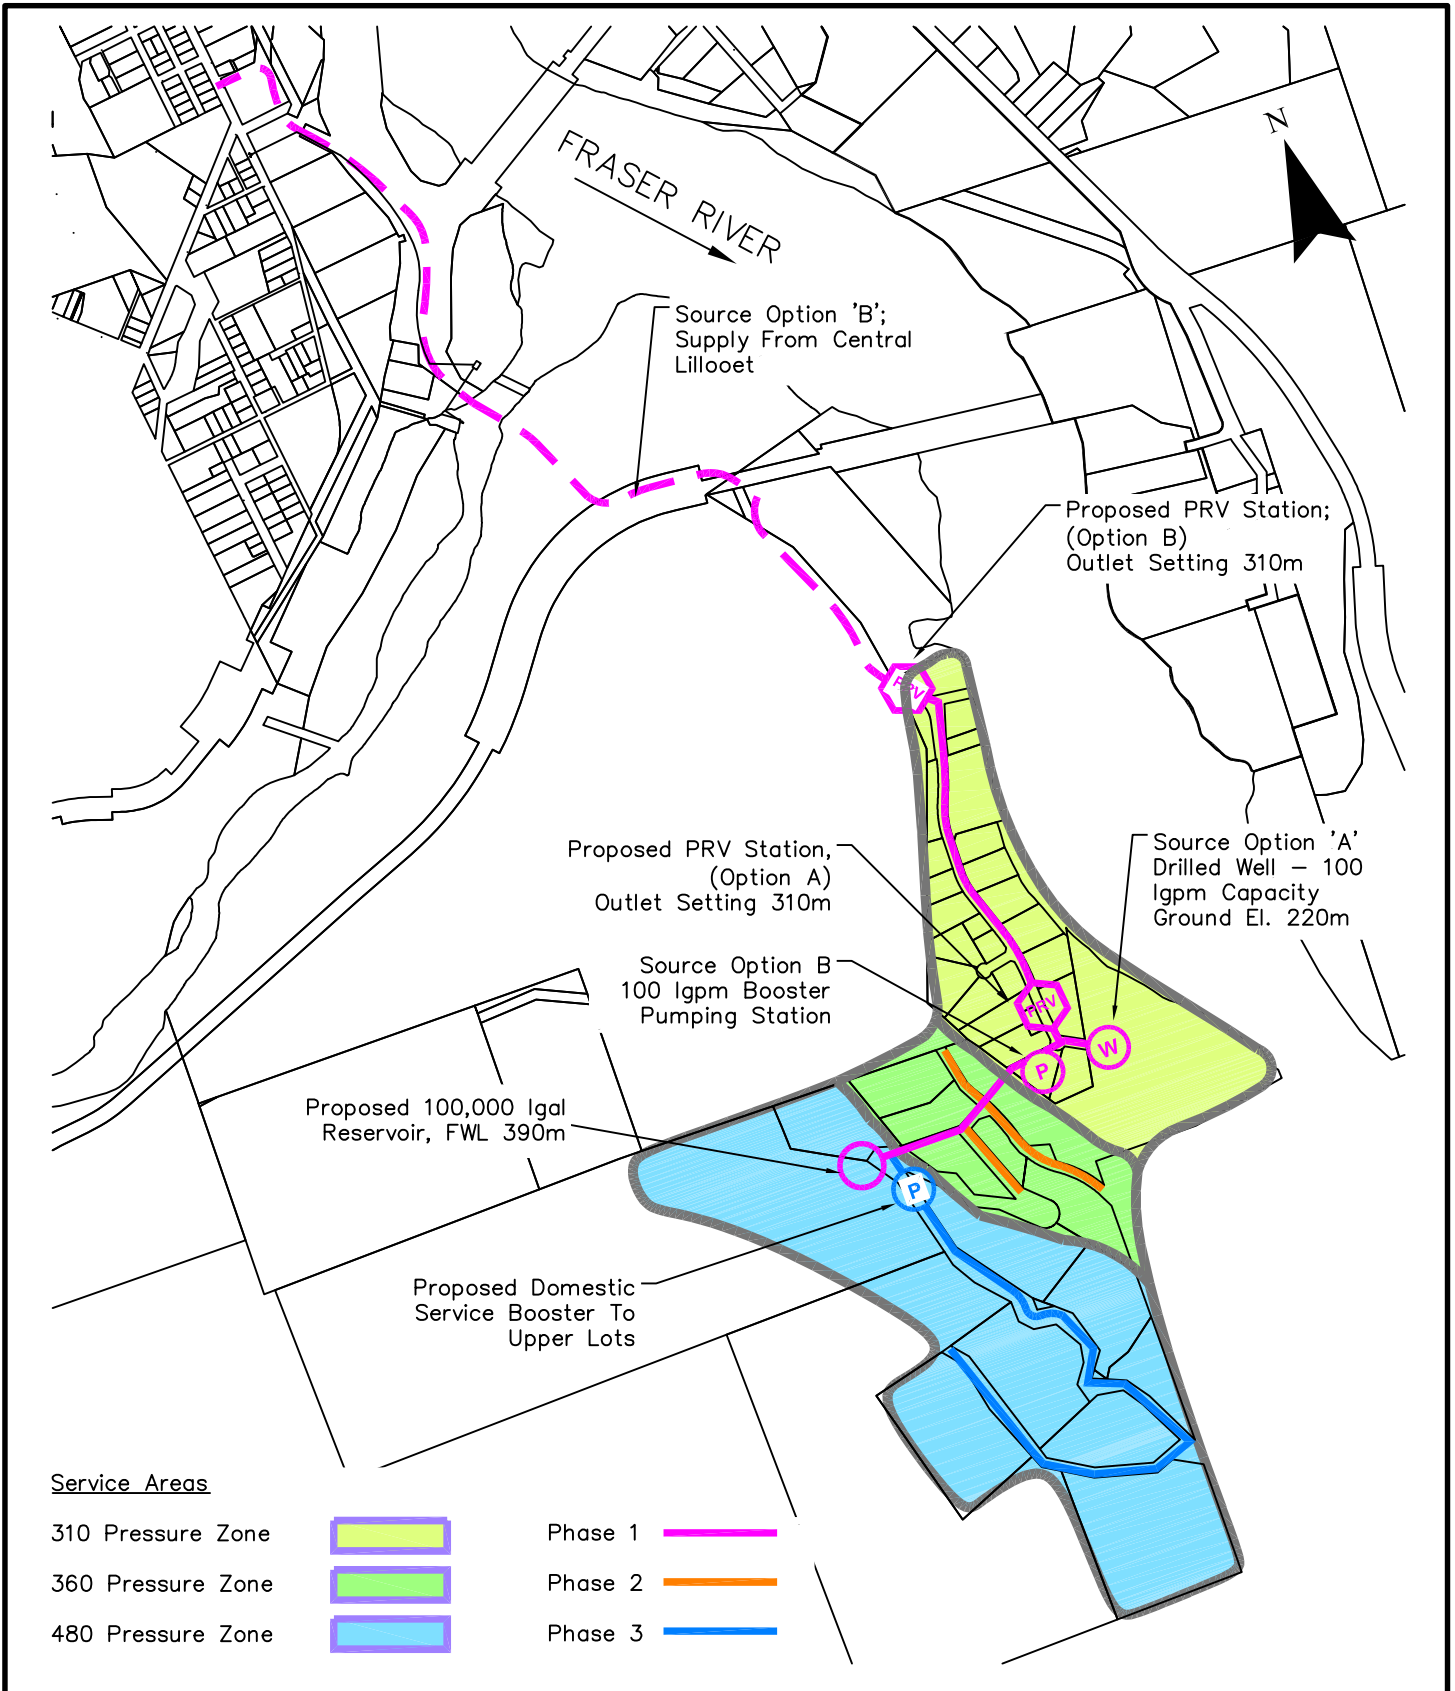 N
FRASER RIVER
Source Option 'B';
Supply From Central
Lillooet
Proposed PRV Station;
(Option B)
Outlet Setting 310m
PRV
Proposed PRV Station,
(Option A)
Outlet Setting 310m
Source Option 'A'
Drilled Well – 100
Igpm Capacity
Ground El. 220m
Source Option B
100 Igpm Booster
Pumping Station
PRV
W
P
Proposed 100,000 Igal
Reservoir, FWL 390m
P
Proposed Domestic
Service Booster To
Upper Lots
Service Areas
310 Pressure Zone
360 Pressure Zone
480 Pressure Zone
Phase 1
Phase 2
Phase 3